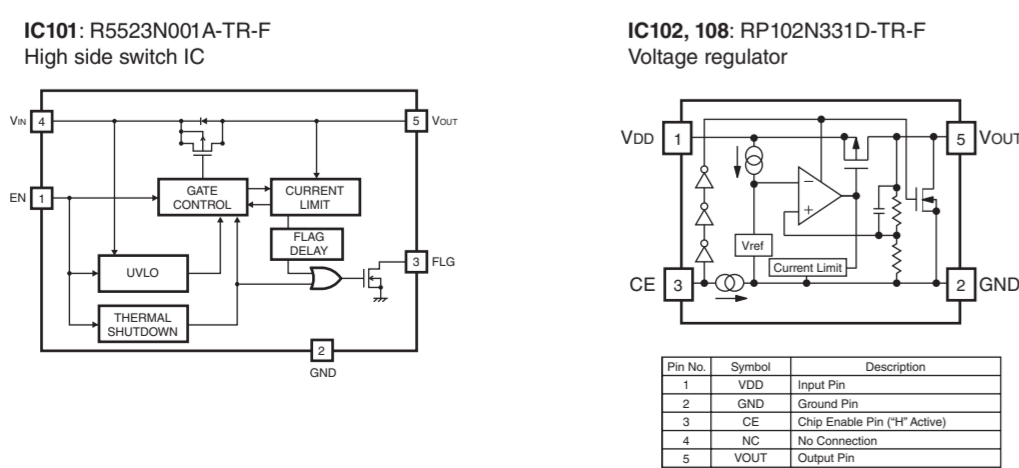 IC101: R5523N001A-TR-F
High side switch IC
VIN 4
5 VOUT
EN 1
GATE
CONTROL
CURRENT
LIMIT
FLAG
DELAY
3 FLG
UVLO
THERMAL
SHUTDOWN
2
GND
IC102, 108: RP102N331D-TR-F
Voltage regulator
VDD 1
5 VOUT
−
+
Vref
Current Limit
CE 3
2 GND
Pin No. Symbol Description
1 VDD Input Pin
2 GND Ground Pin
3 CE Chip Enable Pin (“H” Active)
4 NC No Connection
5 VOUT Output Pin